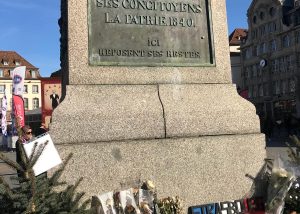 SES CONCITOYENS
LA PATRIE 1840.
ICI
REPOSENT SES RESTES